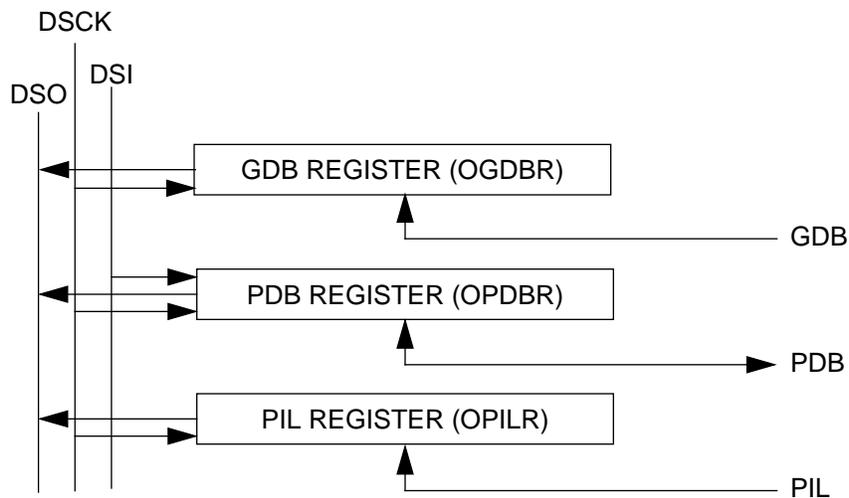 DSCK
DSI
DSO
GDB REGISTER (OGDBR)
GDB
PDB REGISTER (OPDBR)
PDB
PIL REGISTER (OPILR)
PIL